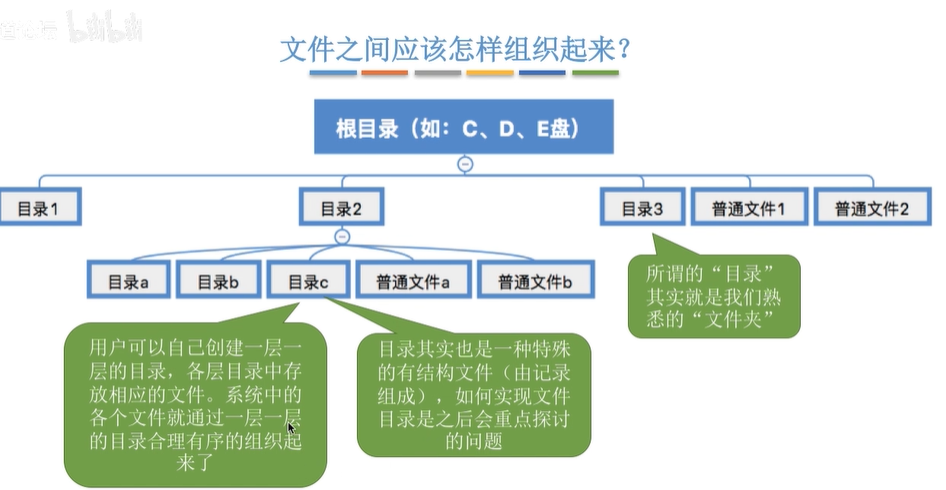 bilibili
文件之间应该怎样组织起来？
根目录（如：C、D、E盘）
目录1
目录2
目录3
普通文件1
普通文件2
目录a
目录b
目录c
普通文件a
普通文件b
所谓的“目录”
其实就是我们熟
悉的“文件夹”
用户可以自己创建一层一
层的目录，各层目录中存
放相应的文件。系统中的
各个文件就通过一层一层
的目录合理有序的组织起
来了
目录其实也是一种特殊
的有结构文件（由记录
组成），如何实现文件
目录是之后会重点探讨
的问题